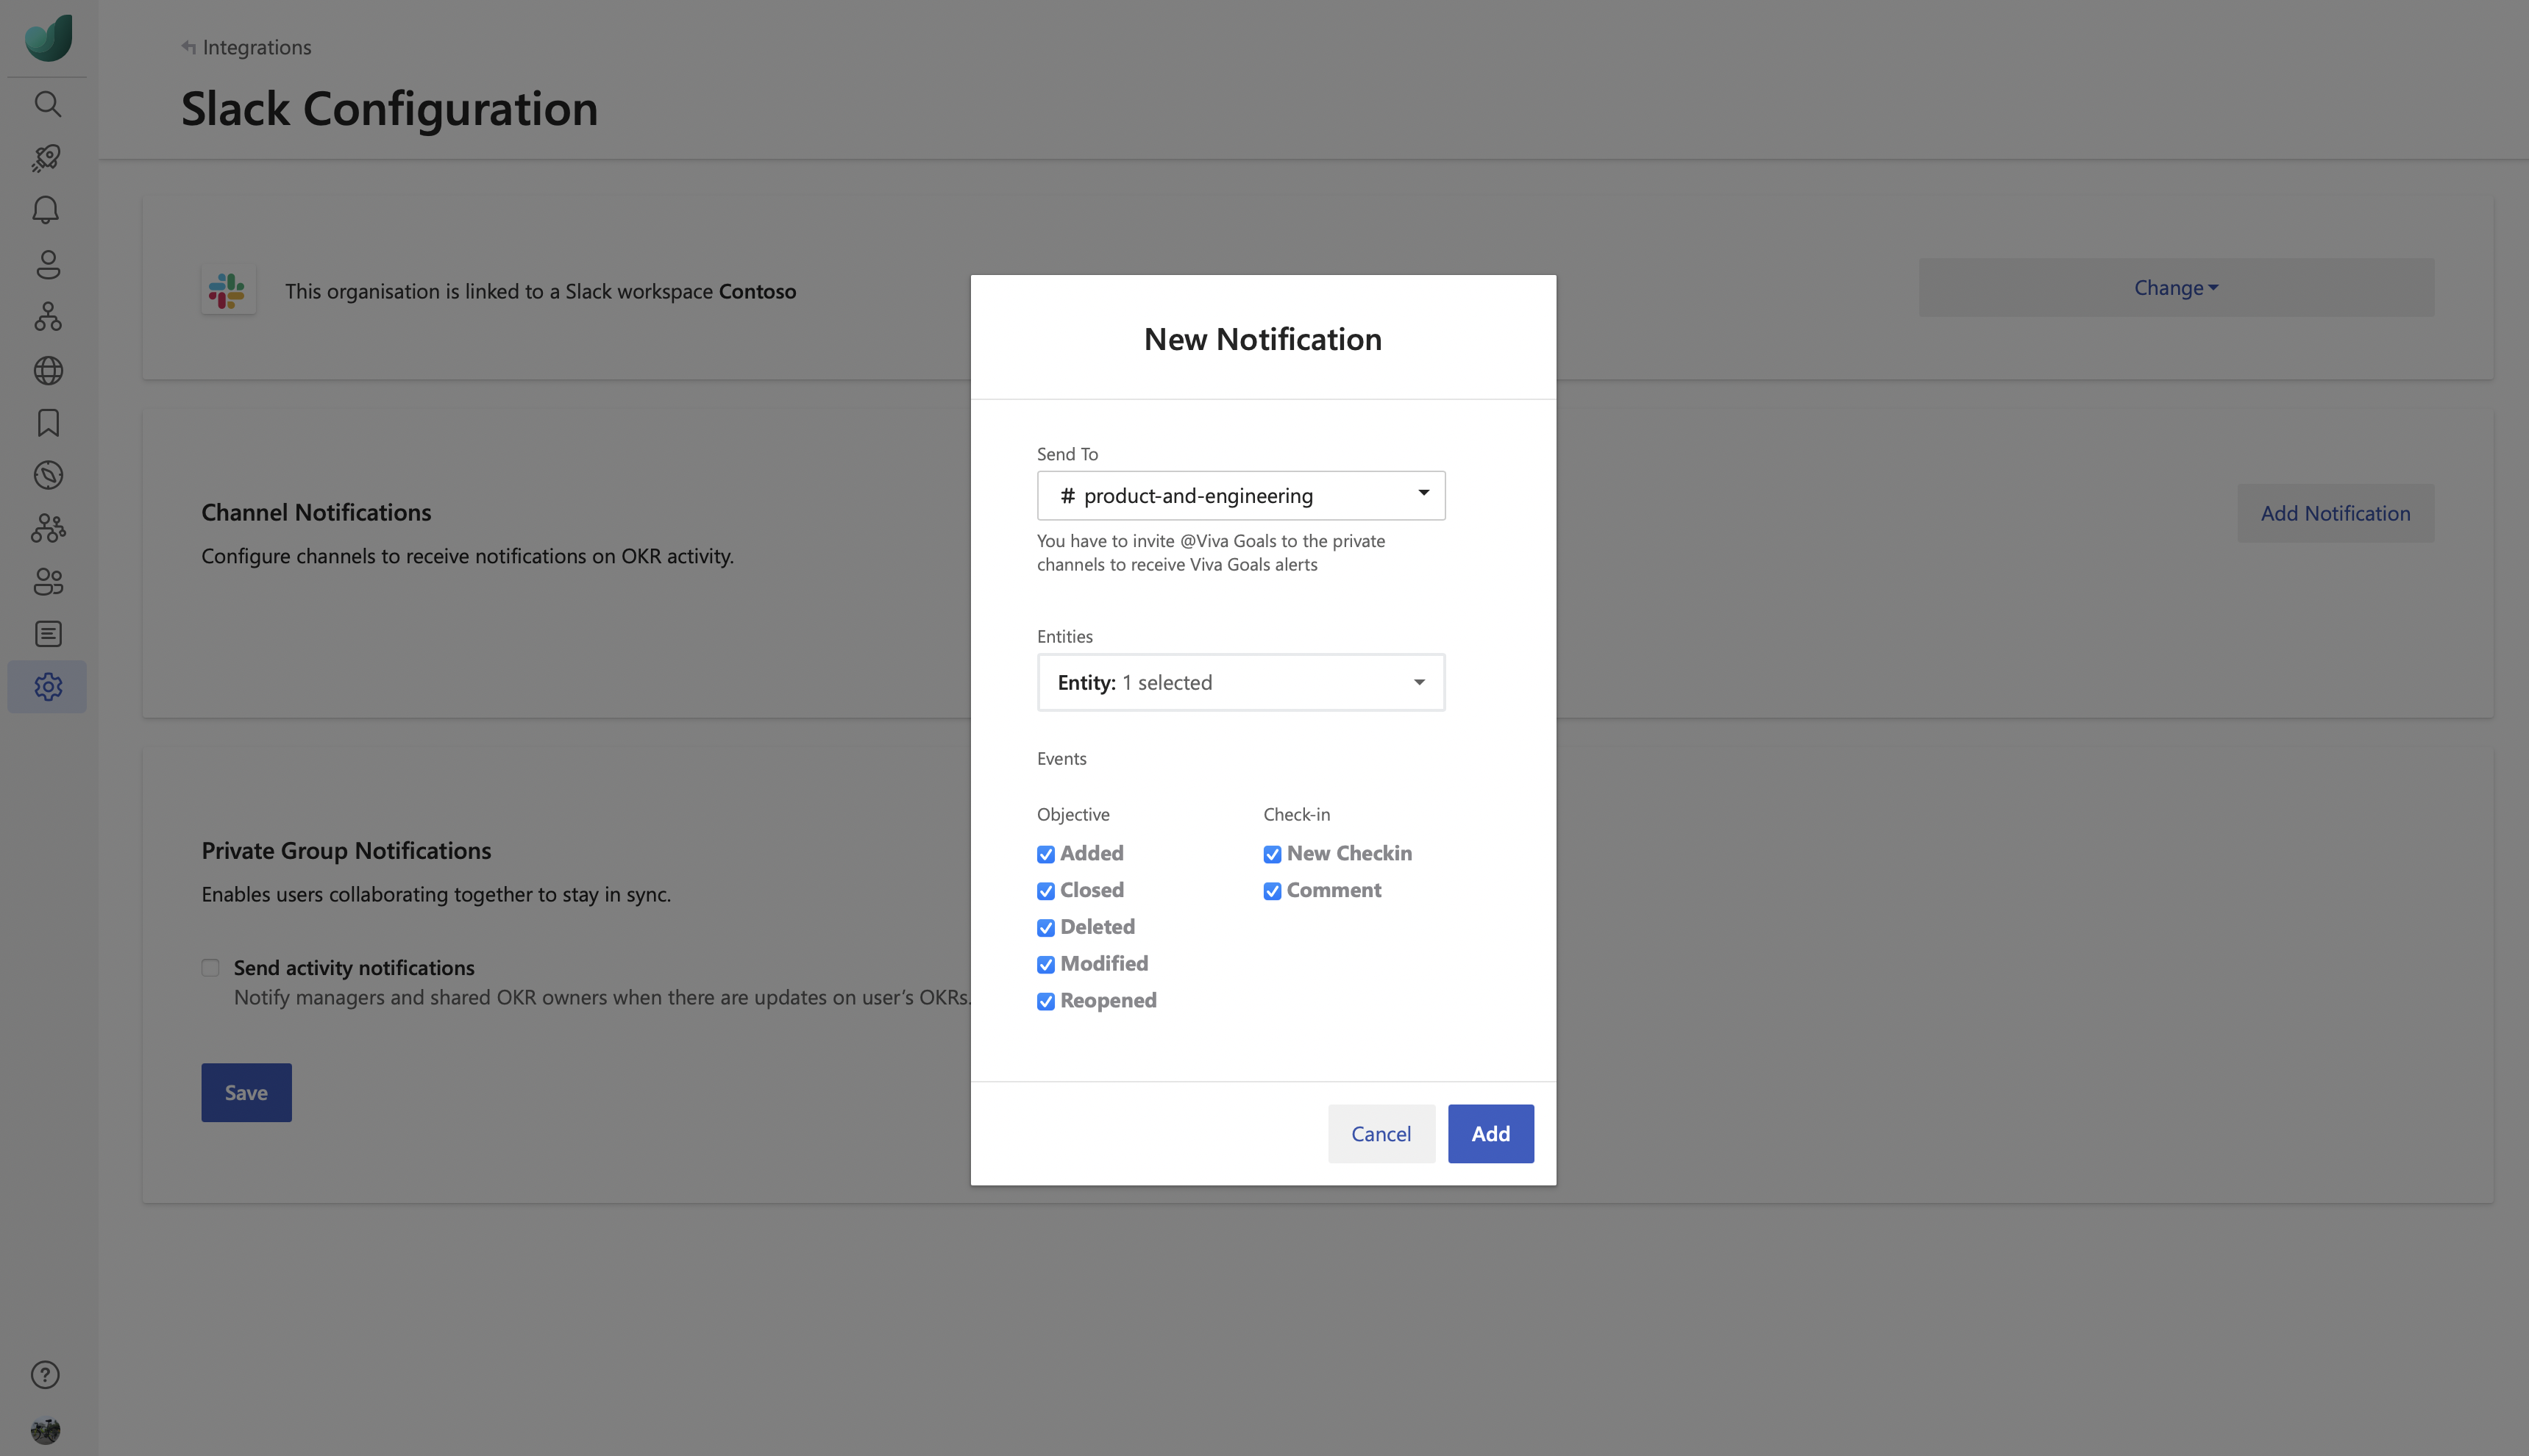 Integrations
Slack Configuration
This organisation is linked to a Slack workspace Contoso
Change
Channel Notifications
Configure channels to receive notifications on OKR activity.
Add Notification
Private Group Notifications
Enables users collaborating together to stay in sync.
Send activity notifications
Notify managers and shared OKR owners when there are updates on user's OKRs.
Save
New Notification
Send To
# product-and-engineering
You have to invite @Viva Goals to the private
channels to receive Viva Goals alerts
Entities
Entity: 1 selected
Events
Objective
Added
Closed
Deleted
Modified
Reopened
Check-in
New Checkin
Comment
Cancel
Add
?